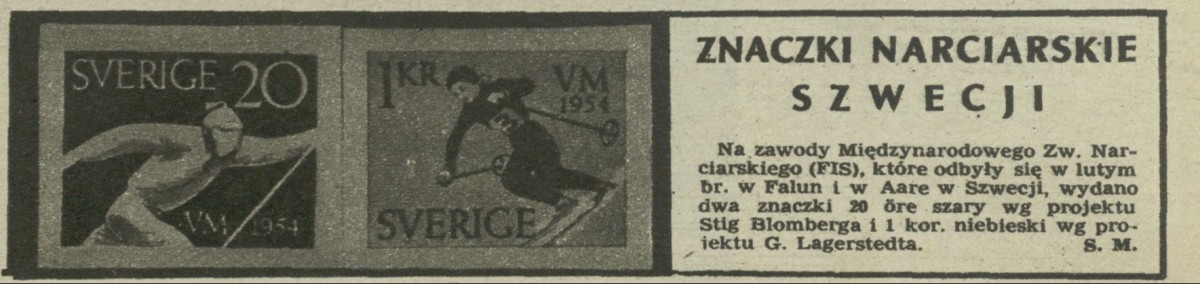 SVERIGE 20
VM 1954
1 KR VM
1954
SVERIGE
ZNACZKI NARCIARSKIE
SZWECJI
Na zawody Międzynarodowego Zw. Nar-
ciarskiego (FIS), które odbyły się w lutym
br. w Falun i w Aare w Szwecji, wydano
dwa znaczki 20 öre szary wg projektu
Stig Blomberga i 1 kor. niebieski wg pro-
jektu G. Lagerstedta. S. M.